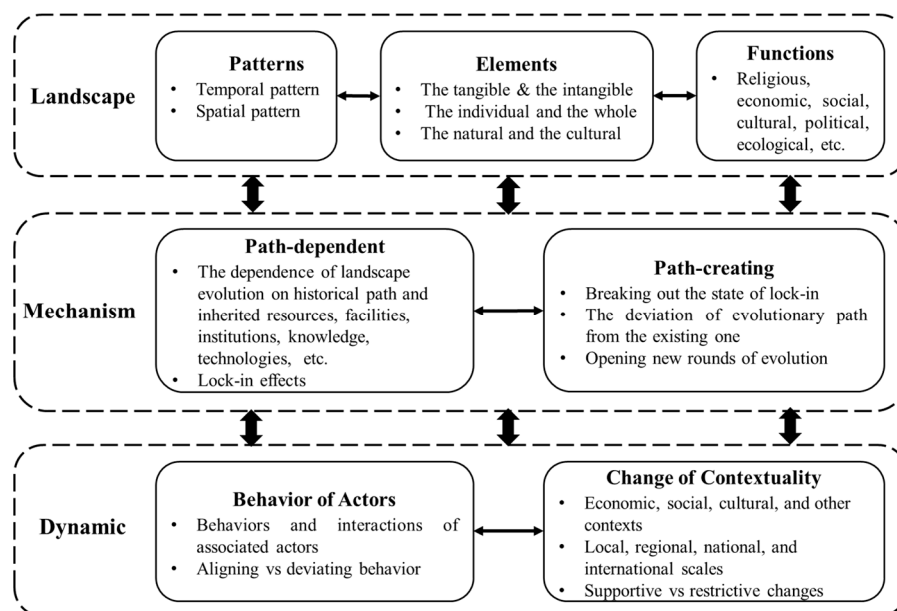 Landscape
Patterns
• Temporal pattern
• Spatial pattern
Elements
• The tangible & the intangible
• The individual and the whole
• The natural and the cultural
Functions
• Religious,
economic, social,
cultural, political,
ecological, etc.
Mechanism
Path-dependent
• The dependence of landscape
evolution on historical path and
inherited resources, facilities,
institutions, knowledge,
technologies, etc.
• Lock-in effects
Path-creating
• Breaking out the state of lock-in
• The deviation of evolutionary path
from the existing one
• Opening new rounds of evolution
Dynamic
Behavior of Actors
• Behaviors and interactions of
associated actors
• Aligning vs deviating behavior
Change of Contextuality
• Economic, social, cultural, and other
contexts
• Local, regional, national, and
international scales
• Supportive vs restrictive changes